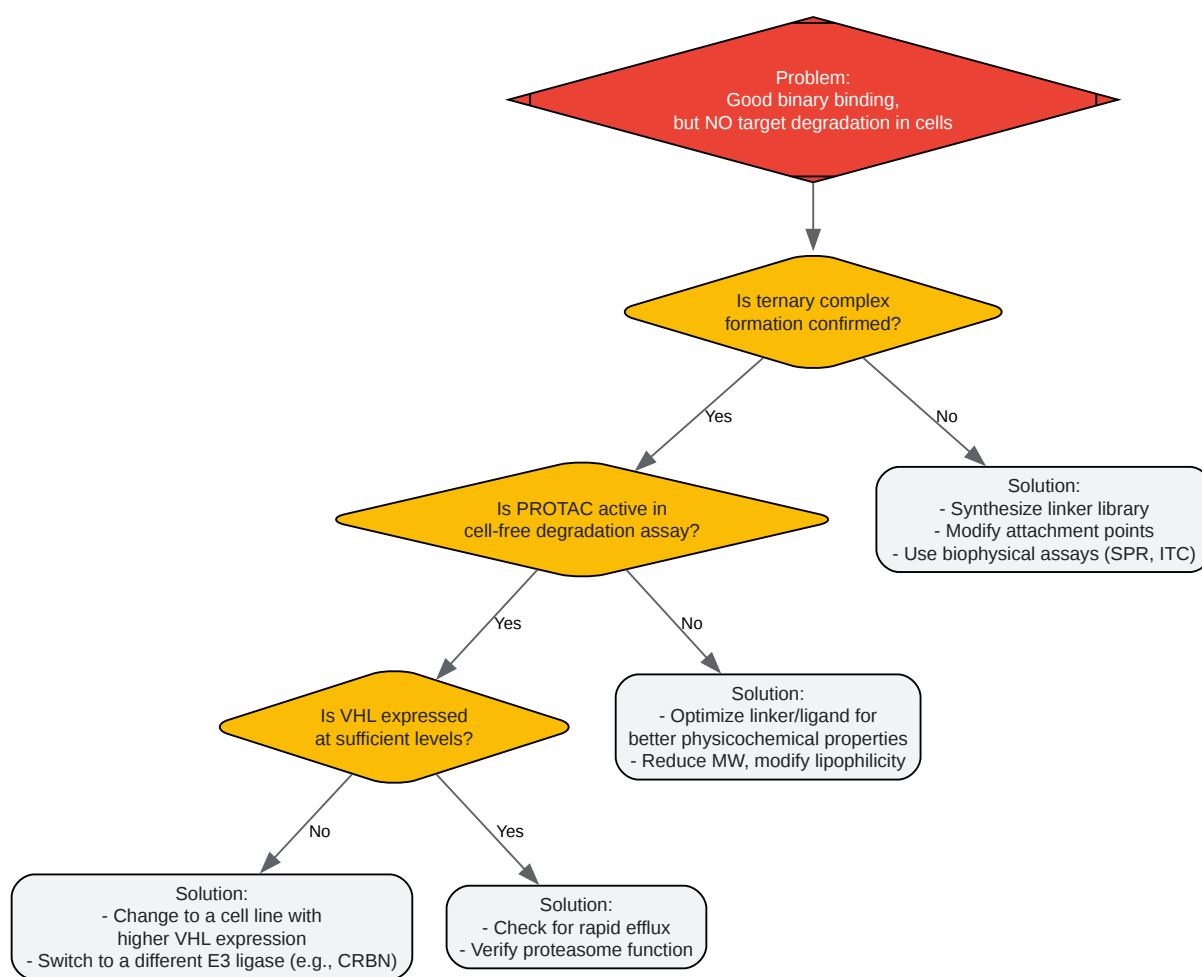 Problem:
Good binary binding,
but NO target degradation in cells
Is ternary complex
formation confirmed?
Yes
No
Is PROTAC active in
cell-free degradation assay?
Solution:
- Synthesize linker library
- Modify attachment points
- Use biophysical assays (SPR, ITC)
Yes
No
Is VHL expressed
at sufficient levels?
Solution:
- Optimize linker/ligand for
better physicochemical properties
- Reduce MW, modify lipophilicity
No
Yes
Solution:
- Change to a cell line with
higher VHL expression
- Switch to a different E3 ligase (e.g., CRBN)
Solution:
- Check for rapid efflux
- Verify proteasome function